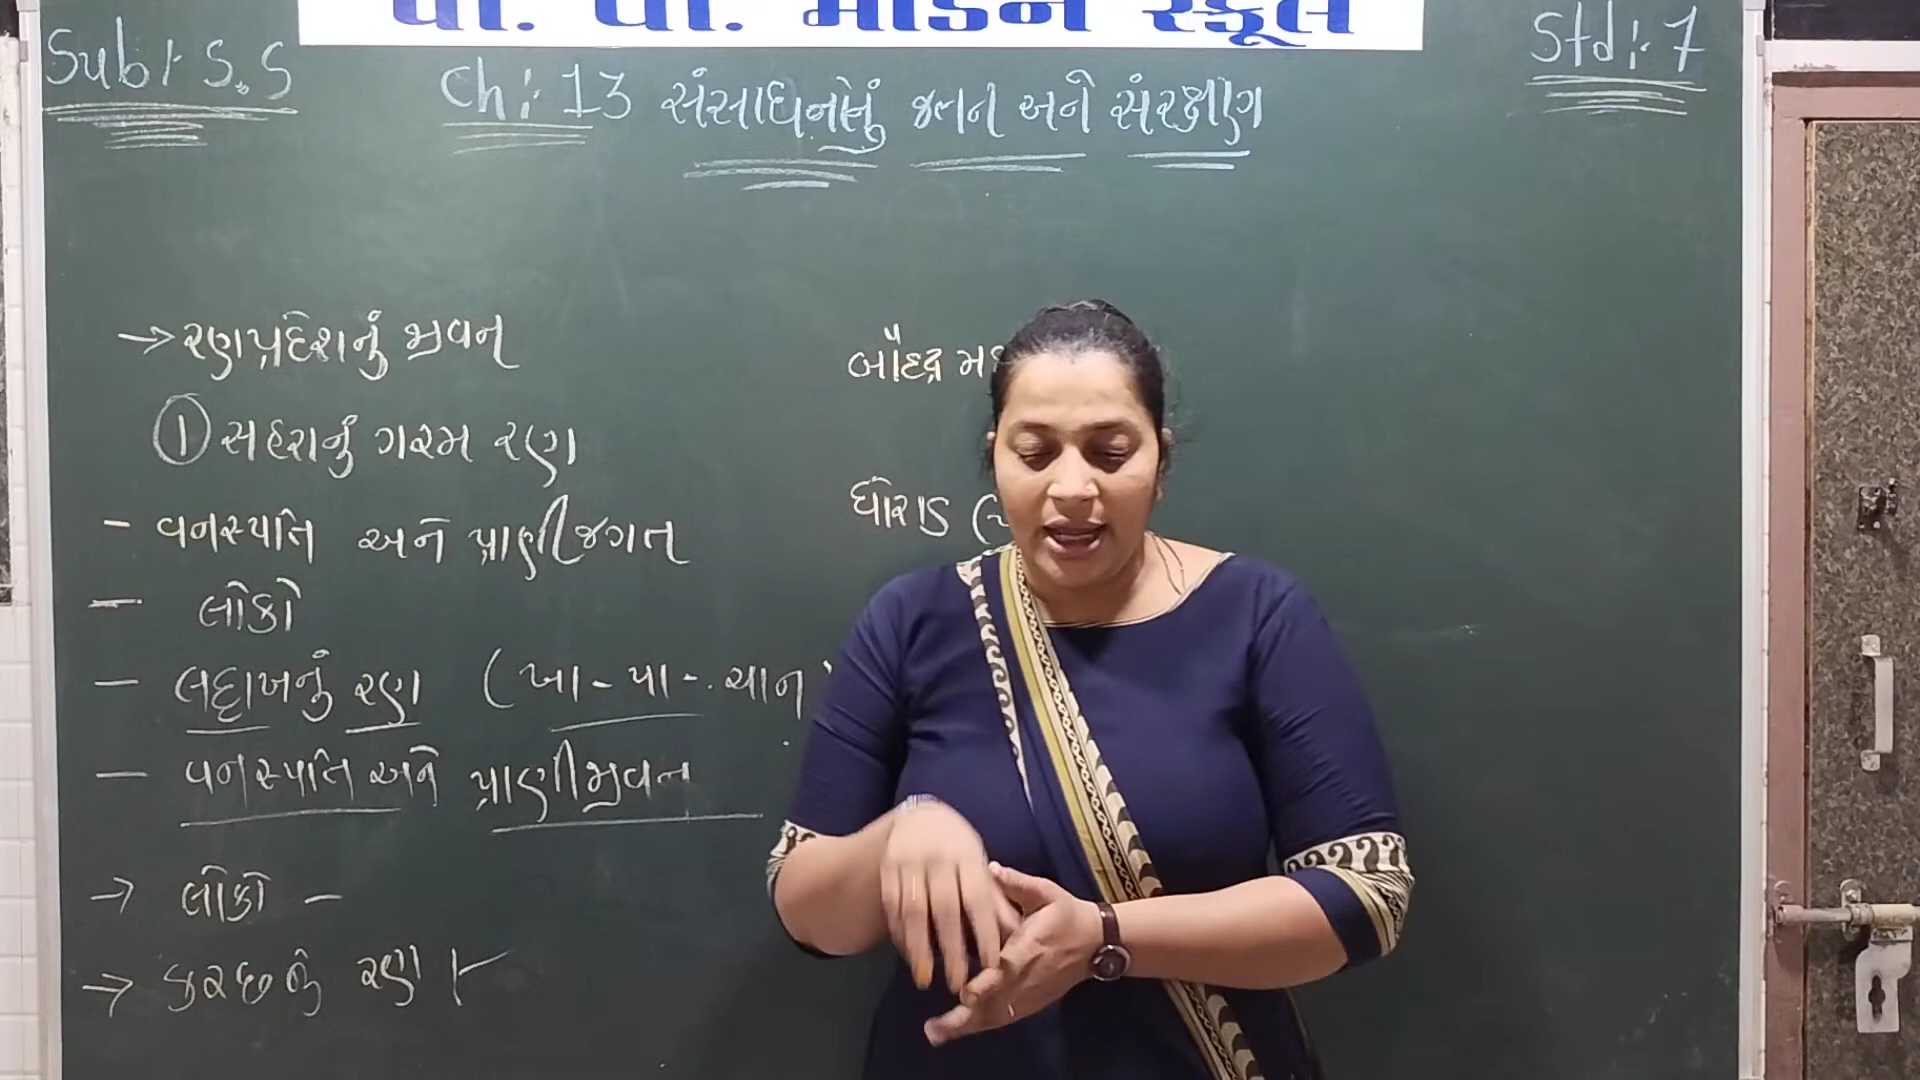 પી. પી. મોડર્ન સ્કૂલ
Sub:- S.S
Ch:- 13 સંસાધનોનું જતન અને સંરક્ષણ
Std:- 7
→ રણપ્રદેશનું જીવન
① સહરાનું ગરમ રણ
- વનસ્પતિ અને પ્રાણીજગત
- લોકો
- લદ્દાખનું રણ (ખા-પા-ચાન)
- વનસ્પતિ અને પ્રાણીજીવન
→ લોકો -
→ કચ્છનું રણ :-
બૌદ્ધ
ઘોરાડ